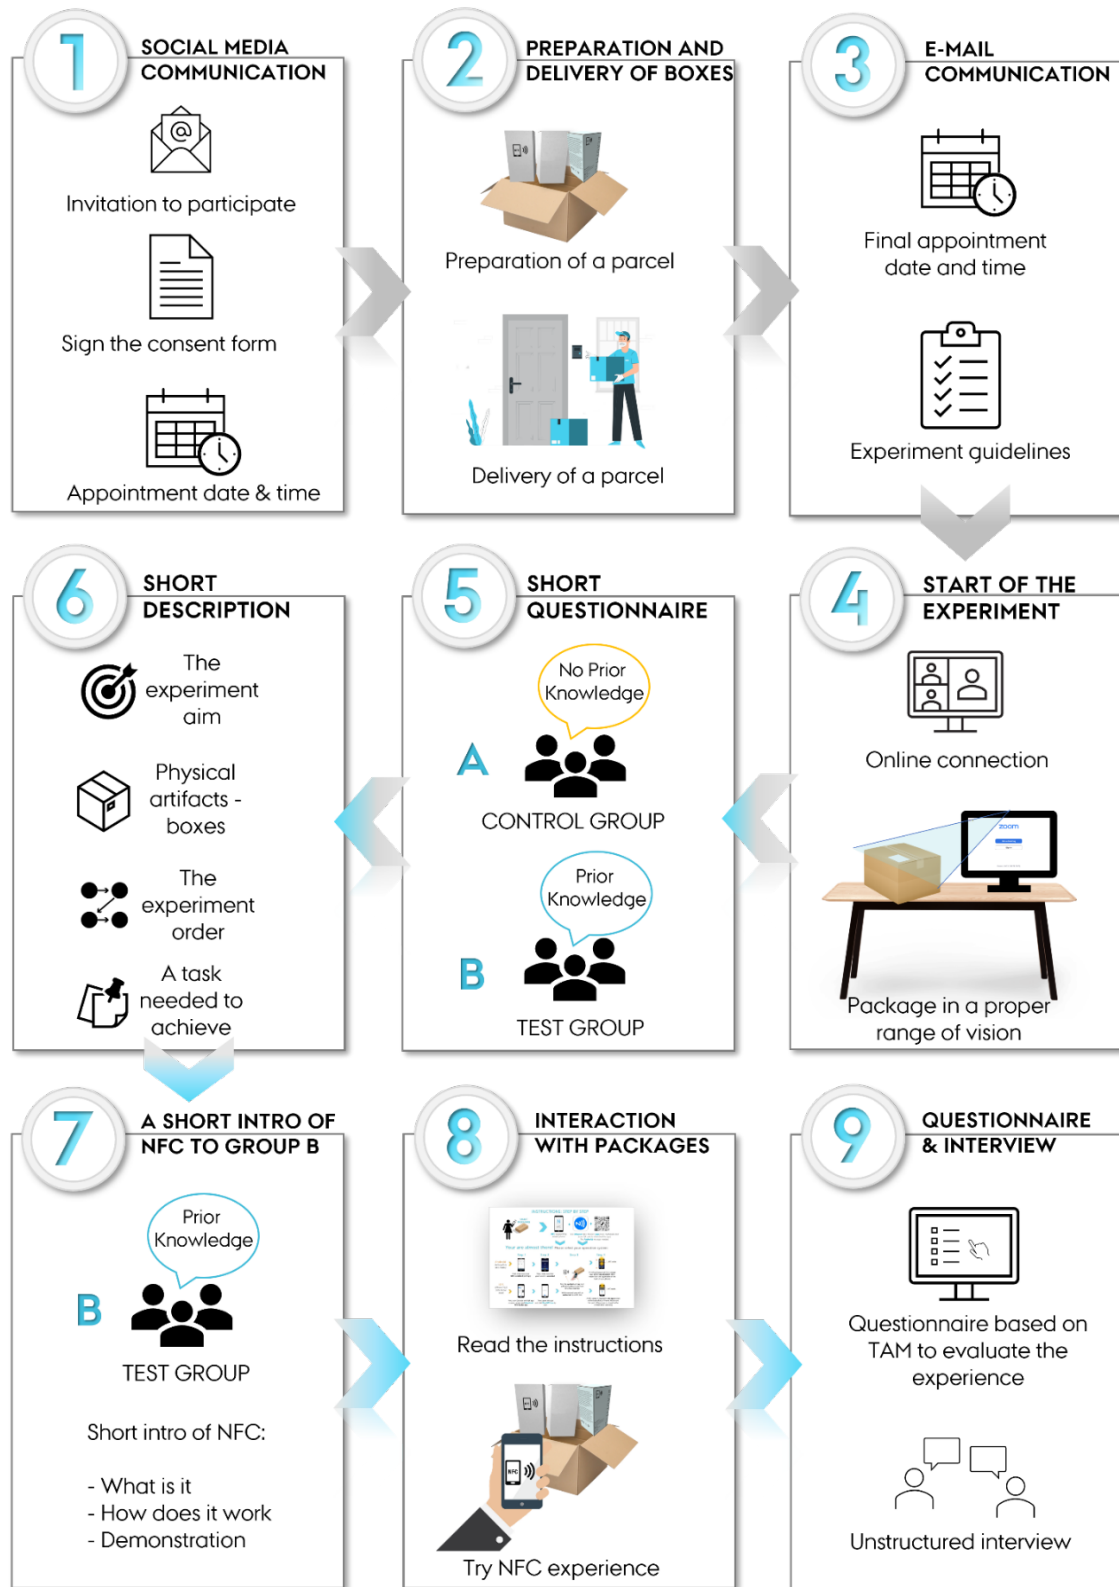 1
SOCIAL MEDIA
COMMUNICATION
Invitation to participate
Sign the consent form
Appointment date & time
2
PREPARATION AND
DELIVERY OF BOXES
Preparation of a parcel
Delivery of a parcel
3
E-MAIL
COMMUNICATION
Final appointment
date and time
Experiment guidelines
4
START OF THE
EXPERIMENT
Online connection
zoom
Package in a proper
range of vision
5
SHORT
QUESTIONNAIRE
No Prior
Knowledge
A
CONTROL GROUP
Prior
Knowledge
B
TEST GROUP
6
SHORT
DESCRIPTION
The
experiment
aim
Physical
artifacts -
boxes
The
experiment
order
A task
needed to
achieve
7
A SHORT INTRO OF
NFC TO GROUP B
Prior
Knowledge
B
TEST GROUP
Short intro of NFC:
- What is it
- How does it work
- Demonstration
8
INTERACTION
WITH PACKAGES
Read the instructions
NFC
Try NFC experience
9
QUESTIONNAIRE
& INTERVIEW
Questionnaire based on
TAM to evaluate the
experience
Unstructured interview